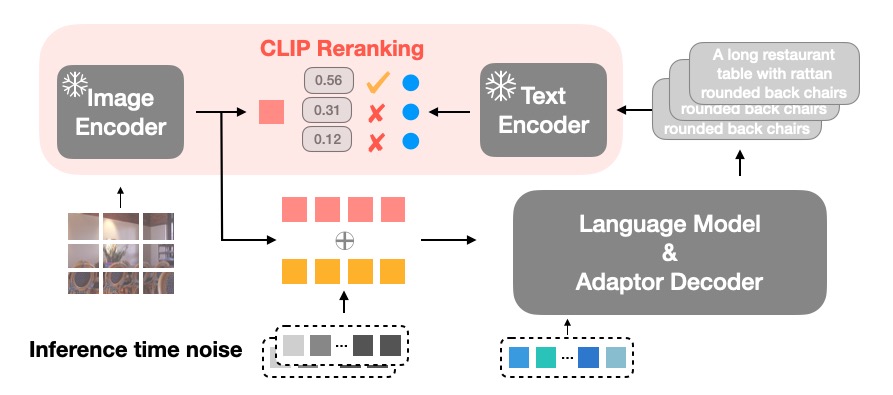 CLIP Reranking
Image
Encoder
0.56
0.31
0.12
Text
Encoder
A long restaurant
table with rattan
rounded back chairs
rounded back chairs
rounded back chairs
Language Model
&
Adaptor Decoder
Inference time noise
...
...